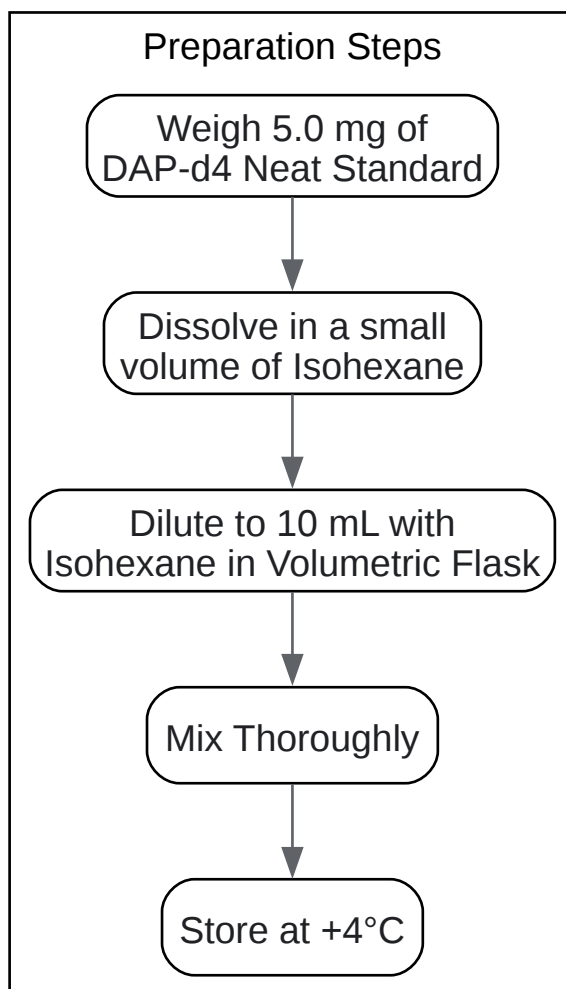 Preparation Steps
Weigh 5.0 mg of
DAP-d4 Neat Standard
Dissolve in a small
volume of Isohexane
Dilute to 10 mL with
Isohexane in Volumetric Flask
Mix Thoroughly
Store at +4°C